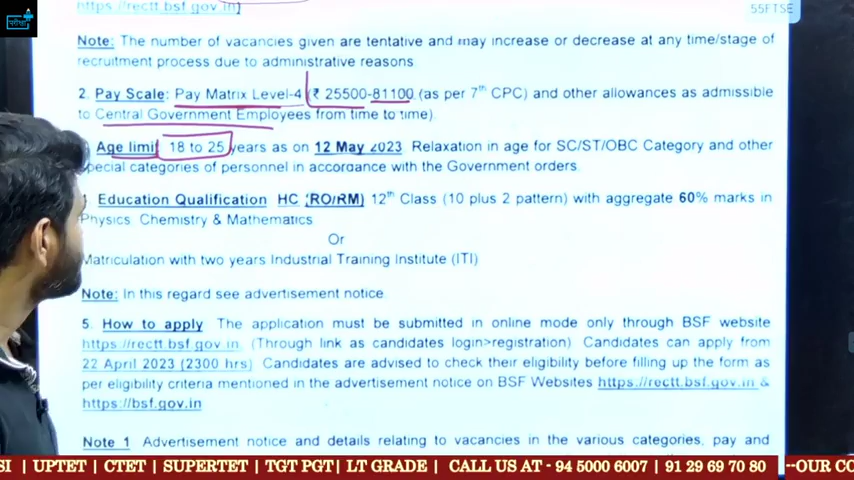 https://rectt.bsf.gov.in)
55FTSE
परीक्षा
Note: The number of vacancies given are tentative and may increase or decrease at any time/stage of
recruitment process due to administrative reasons
2. Pay Scale: Pay Matrix Level-4 (₹ 25500-81100 (as per 7th CPC) and other allowances as admissible
to Central Government Employees from time to time).
Age limit 18 to 25 years as on 12 May 2023 Relaxation in age for SC/ST/OBC Category and other
special categories of personnel in accordance with the Government orders.
Education Qualification HC (RO/RM) 12th Class (10 plus 2 pattern) with aggregate 60% marks in
Physics Chemistry & Mathematics
Or
Matriculation with two years Industrial Training Institute (ITI)
Note: In this regard see advertisement notice
5. How to apply The application must be submitted in online mode only through BSF website
https://rectt.bsf.gov in. (Through link as candidates login>registration) Candidates can apply from
22 April 2023 (2300 hrs) Candidates are advised to check their eligibility before filling up the form as
per eligibility criteria mentioned in the advertisement notice on BSF Websites https://rectt.bsf.gov.in &
https://bsf.gov.in
Note 1 Advertisement notice and details relating to vacancies in the various categories, pay and
SI | UPTET | CTET | SUPERTET | TGT PGT| LT GRADE | CALL US AT - 94 5000 6007 | 91 29 69 70 80 --OUR CO